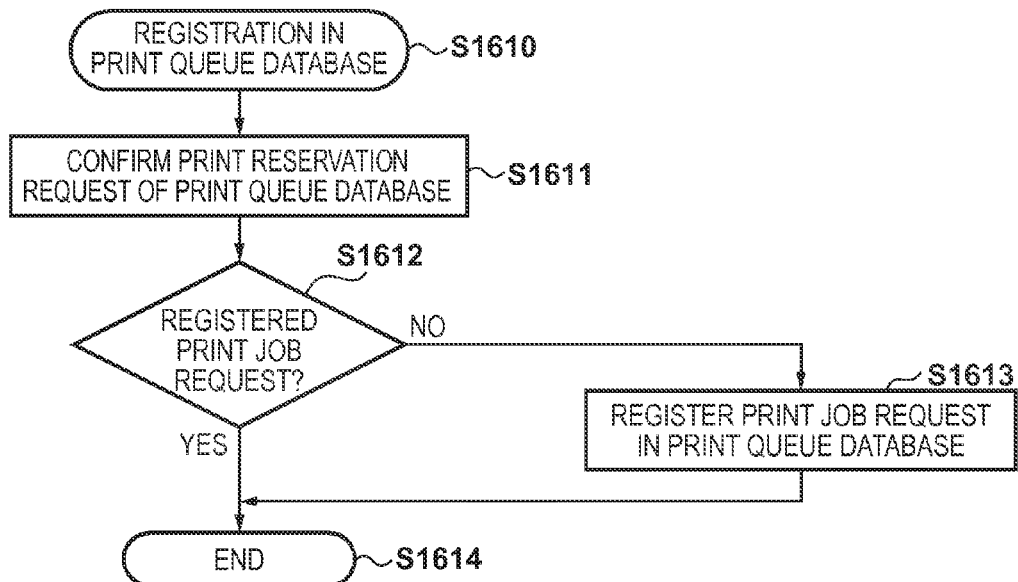 REGISTRATION IN
PRINT QUEUE DATABASE
S1610
CONFIRM PRINT RESERVATION
REQUEST OF PRINT QUEUE DATABASE
S1611
S1612
REGISTERED
PRINT JOB
REQUEST?
NO
YES
S1613
REGISTER PRINT JOB REQUEST
IN PRINT QUEUE DATABASE
END
S1614